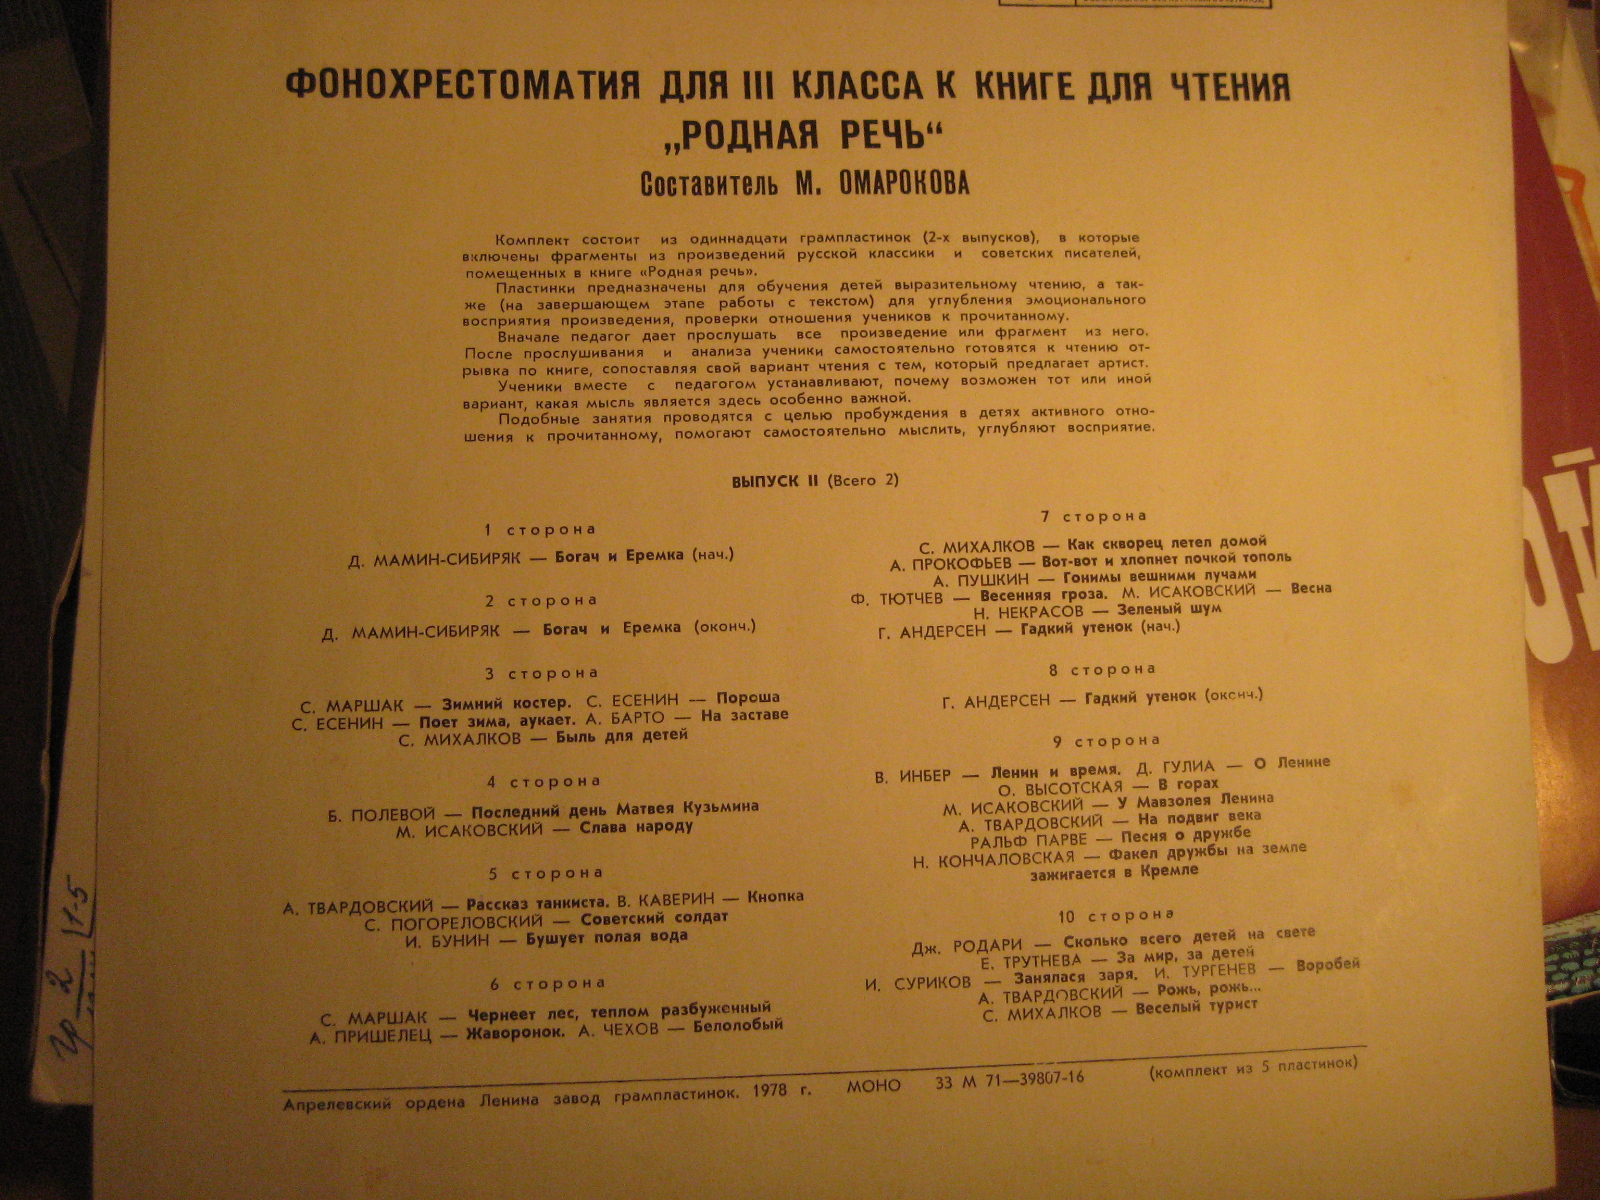 ФОНОХРЕСТОМАТИЯ ДЛЯ III КЛАССА К КНИГЕ ДЛЯ ЧТЕНИЯ
„РОДНАЯ РЕЧЬ“
Составитель М. ОМАРОКОВА
Комплект состоит из одиннадцати грампластинок (2-х выпусков), в которые
включены фрагменты из произведений русской классики и советских писателей,
помещенных в книге «Родная речь».
Пластинки предназначены для обучения детей выразительному чтению, а так-
же (на завершающем этапе работы с текстом) для углубления эмоционального
восприятия произведения, проверки отношения учеников к прочитанному.
Вначале педагог дает прослушать все произведение или фрагмент из него.
После прослушивания и анализа ученики самостоятельно готовятся к чтению от-
рывка по книге, сопоставляя свой вариант чтения с тем, который предлагает артист.
Ученики вместе с педагогом устанавливают, почему возможен тот или иной
вариант, какая мысль является здесь особенно важной.
Подобные занятия проводятся с целью пробуждения в детях активного отно-
шения к прочитанному, помогают самостоятельно мыслить, углубляют восприятие.
ВЫПУСК II (Всего 2)
1 сторона
Д. МАМИН-СИБИРЯК — Богач и Еремка (нач.)
2 сторона
Д. МАМИН-СИБИРЯК — Богач и Еремка (оконч.)
3 сторона
С. МАРШАК — Зимний костер. С. ЕСЕНИН — Пороша
С. ЕСЕНИН — Поет зима, аукает. А. БАРТО — На заставе
С. МИХАЛКОВ — Быль для детей
4 сторона
Б. ПОЛЕВОЙ — Последний день Матвея Кузьмина
М. ИСАКОВСКИЙ — Слава народу
5 сторона
А. ТВАРДОВСКИЙ — Рассказ танкиста. В. КАВЕРИН — Кнопка
С. ПОГОРЕЛОВСКИЙ — Советский солдат
И. БУНИН — Бушует полая вода
6 сторона
С. МАРШАК — Чернеет лес, теплом разбуженный
А. ПРИШЕЛЕЦ — Жаворонок. А. ЧЕХОВ — Белолобый
7 сторона
С. МИХАЛКОВ — Как скворец летел домой
А. ПРОКОФЬЕВ — Вот-вот и хлопнет почкой тополь
А. ПУШКИН — Гонимы вешними лучами
Ф. ТЮТЧЕВ — Весенняя гроза. М. ИСАКОВСКИЙ — Весна
Н. НЕКРАСОВ — Зеленый шум
Г. АНДЕРСЕН — Гадкий утенок (нач.)
8 сторона
Г. АНДЕРСЕН — Гадкий утенок (оконч.)
9 сторона
В. ИНБЕР — Ленин и время. Д. ГУЛИА — О Ленине
О. ВЫСОТСКАЯ — В горах
М. ИСАКОВСКИЙ — У Мавзолея Ленина
А. ТВАРДОВСКИЙ — На подвиг века
РАЛЬФ ПАРВЕ — Песня о дружбе
Н. КОНЧАЛОВСКАЯ — Факел дружбы на земле
зажигается в Кремле
10 сторона
Дж. РОДАРИ — Сколько всего детей на свете
Е. ТРУТНЕВА — За мир, за детей
И. СУРИКОВ — Занялася заря. И. ТУРГЕНЕВ — Воробей
А. ТВАРДОВСКИЙ — Рожь, рожь...
С. МИХАЛКОВ — Веселый турист
Апрелевский ордена Ленина завод грампластинок. 1978 г. МОНО 33 М 71—39807-16 (комплект из 5 пластинок)